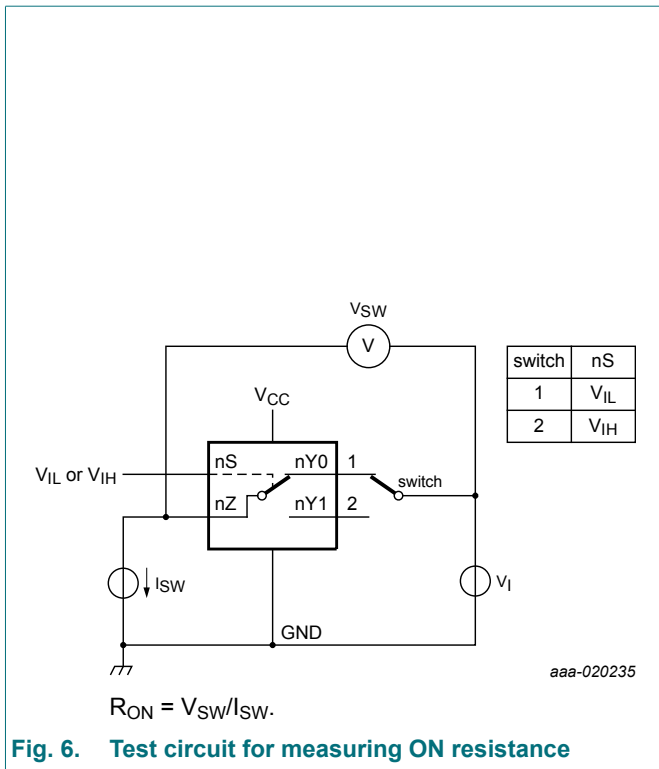 VSW
V
switch nS
1 VIL
2 VIH
VCC
VIL or VIH
nS
nY0
1
switch
nZ
nY1
2
ISW
VI
GND
aaa-020235
RON = VSW/ISW.
Fig. 6. Test circuit for measuring ON resistance